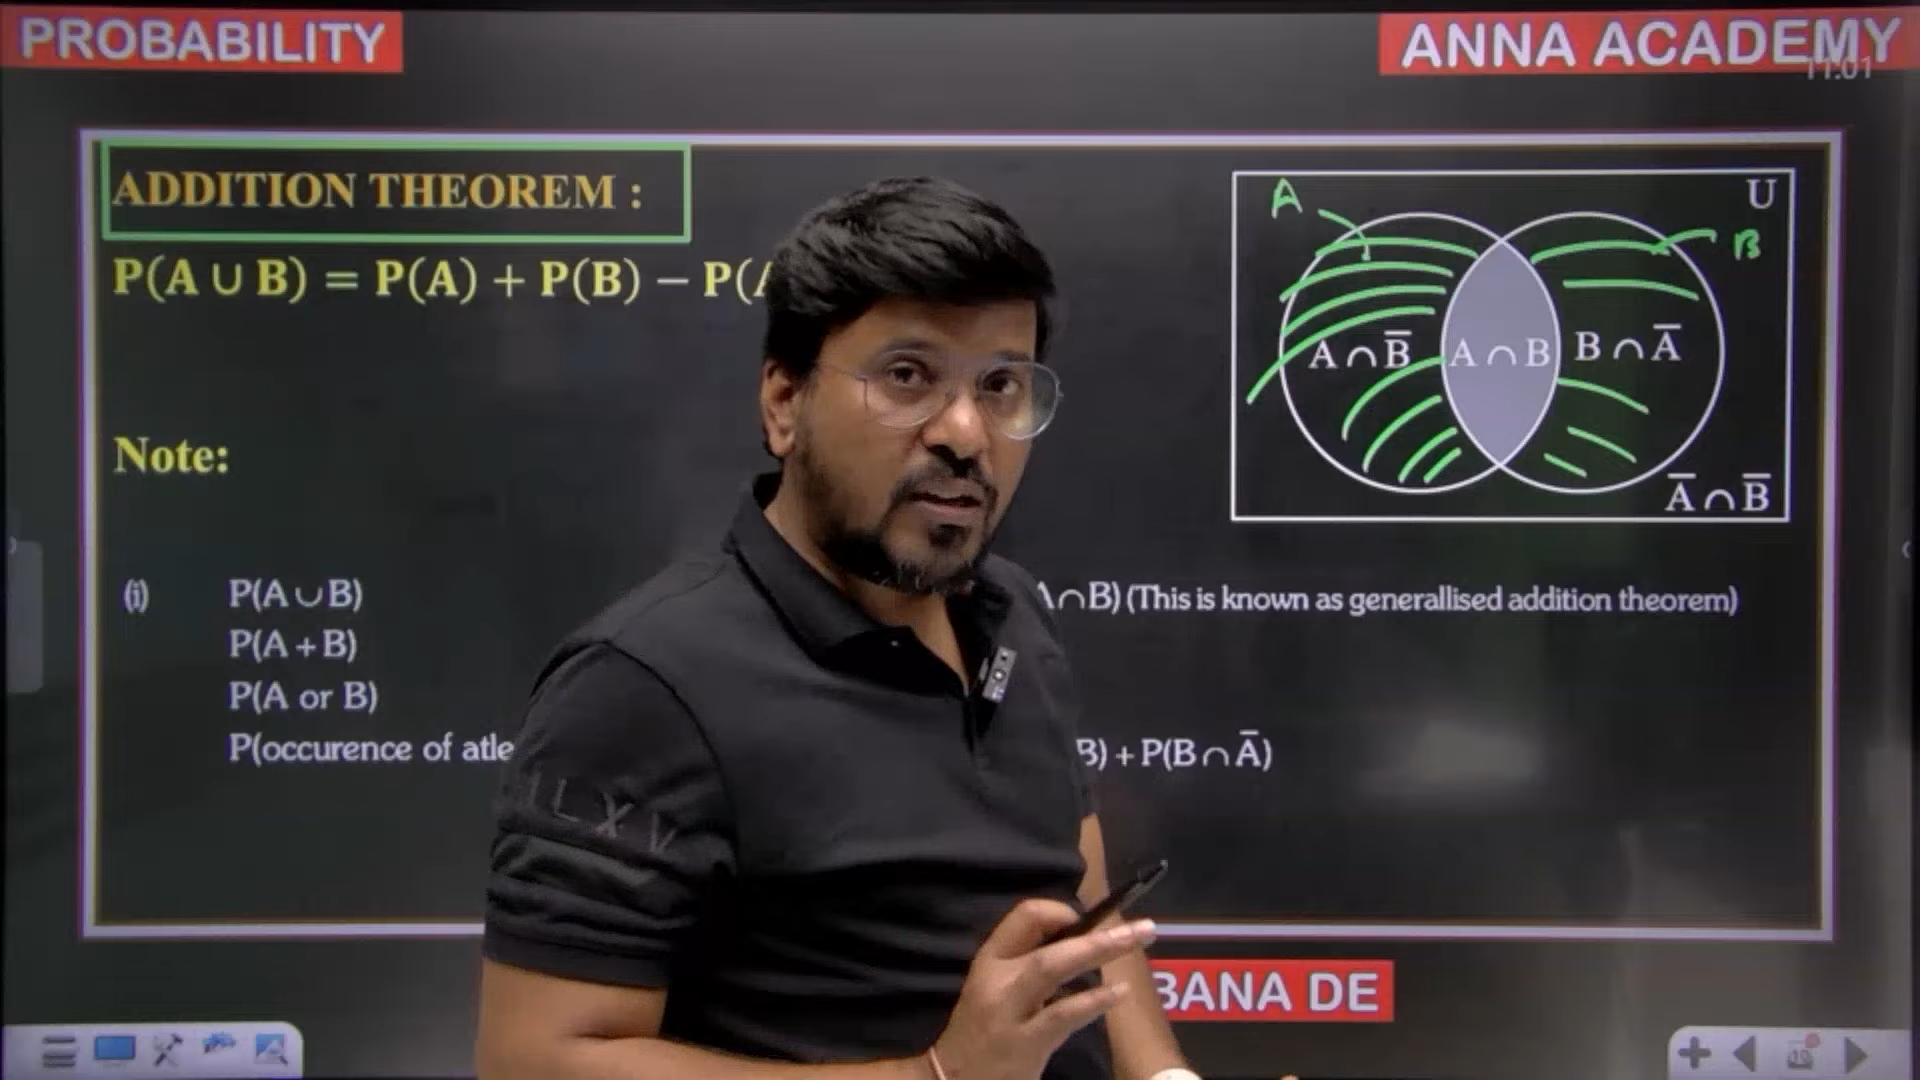 PROBABILITY
ANNA ACADEMY
11:01
ADDITION THEOREM :
P(A ∪ B) = P(A) + P(B) − P(A
A
U
B
A ∩ B̅
A ∩ B
B ∩ A̅
A̅ ∩ B̅
Note:
(i) P(A ∪ B)
A ∩ B) (This is known as generallised addition theorem)
P(A + B)
P(A or B)
P(occurence of atle
B) + P(B ∩ A̅)
BANA DE